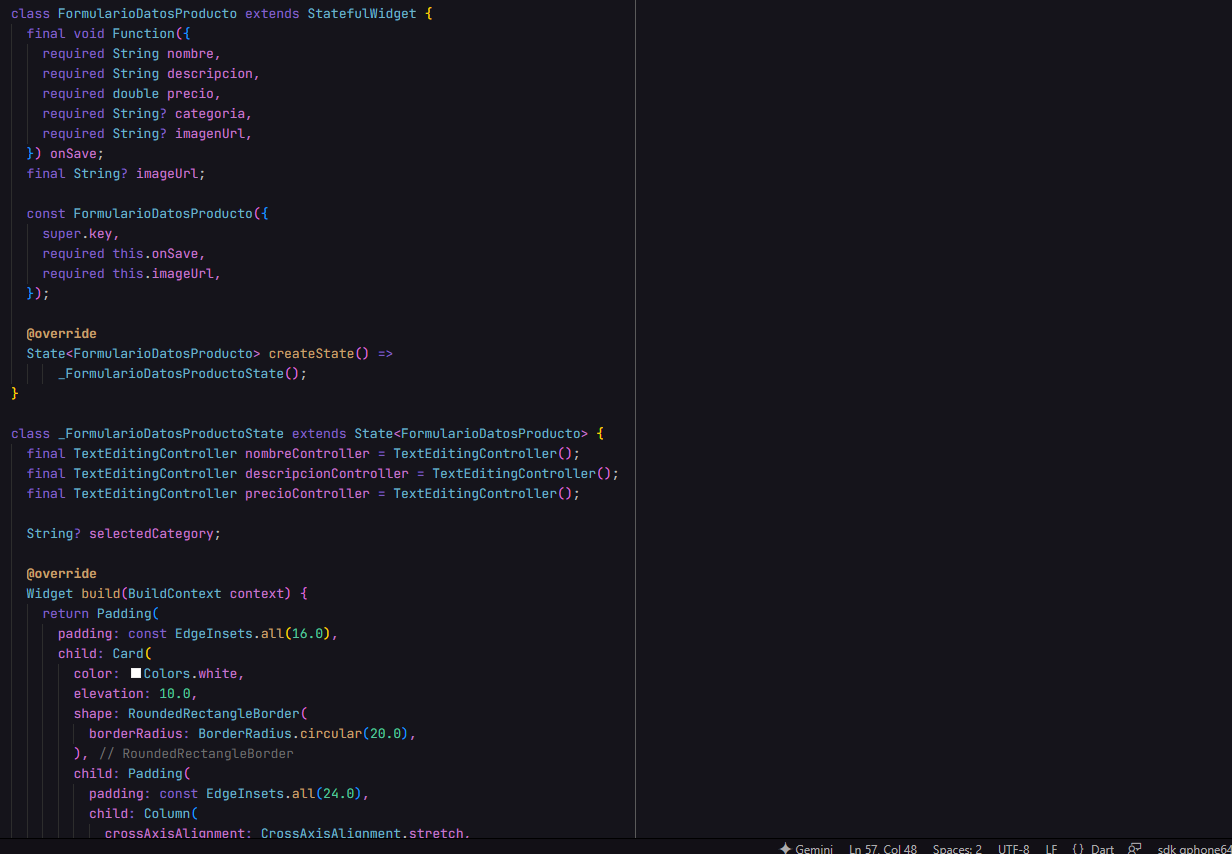 class FormularioDatosProducto extends StatefulWidget {
  final void Function({
    required String nombre,
    required String descripcion,
    required double precio,
    required String? categoria,
    required String? imagenUrl,
  }) onSave;
  final String? imageUrl;

  const FormularioDatosProducto({
    super.key,
    required this.onSave,
    required this.imageUrl,
  });

  @override
  State<FormularioDatosProducto> createState() =>
      _FormularioDatosProductoState();
}

class _FormularioDatosProductoState extends State<FormularioDatosProducto> {
  final TextEditingController nombreController = TextEditingController();
  final TextEditingController descripcionController = TextEditingController();
  final TextEditingController precioController = TextEditingController();

  String? selectedCategory;

  @override
  Widget build(BuildContext context) {
    return Padding(
      padding: const EdgeInsets.all(16.0),
      child: Card(
        color: Colors.white,
        elevation: 10.0,
        shape: RoundedRectangleBorder(
          borderRadius: BorderRadius.circular(20.0),
        ), // RoundedRectangleBorder
        child: Padding(
          padding: const EdgeInsets.all(24.0),
          child: Column(
            crossAxisAlignment: CrossAxisAlignment.stretch,
Gemini Ln 57, Col 48 Spaces: 2 UTF-8 LF {} Dart sdk gphone64